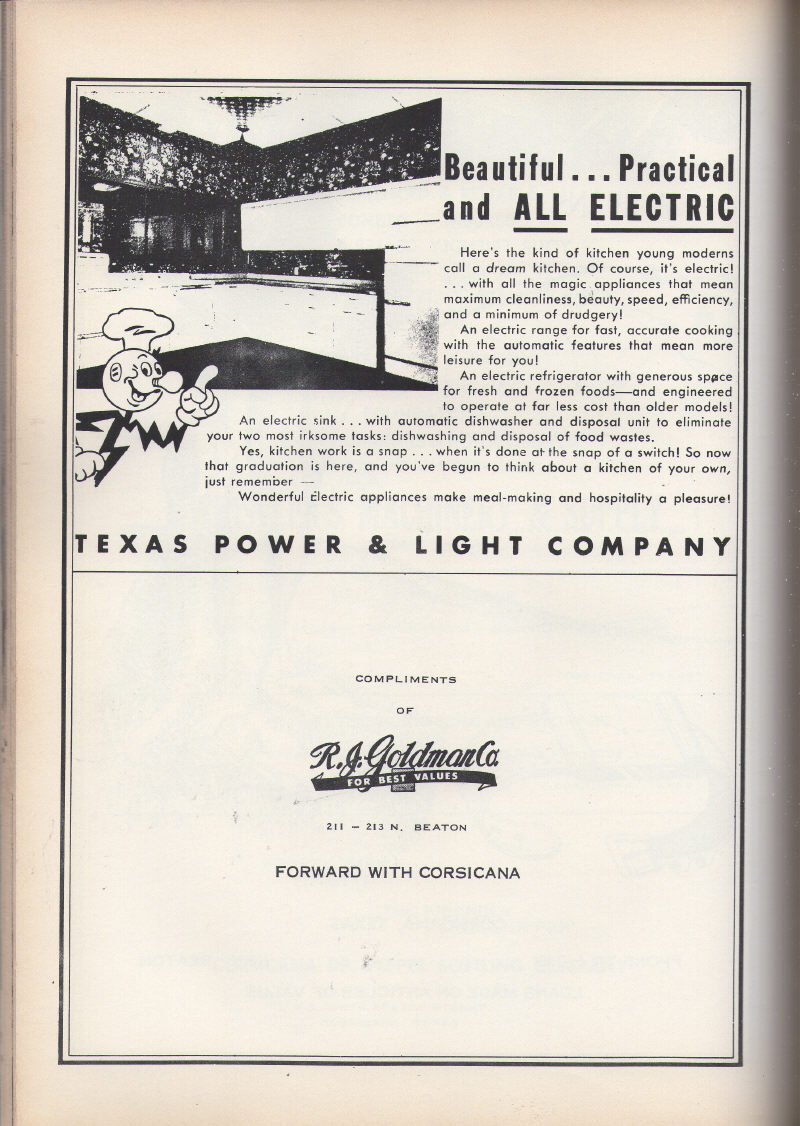 Beautiful . . . Practical
and ALL ELECTRIC
Here's the kind of kitchen young moderns
call a dream kitchen. Of course, it's electric!
. . . with all the magic appliances that mean
maximum cleanliness, beauty, speed, efficiency,
and a minimum of drudgery!
An electric range for fast, accurate cooking
with the automatic features that mean more
leisure for you!
An electric refrigerator with generous space
for fresh and frozen foods—and engineered
to operate at far less cost than older models!
An electric sink . . . with automatic dishwasher and disposal unit to eliminate
your two most irksome tasks: dishwashing and disposal of food wastes.
Yes, kitchen work is a snap . . . when it's done at the snap of a switch! So now
that graduation is here, and you've begun to think about a kitchen of your own,
just remember —
Wonderful Electric appliances make meal-making and hospitality a pleasure!
TEXAS POWER & LIGHT COMPANY
COMPLIMENTS
OF
R. J. Goldman Co
FOR BEST VALUES
211 – 213 N. BEATON
FORWARD WITH CORSICANA